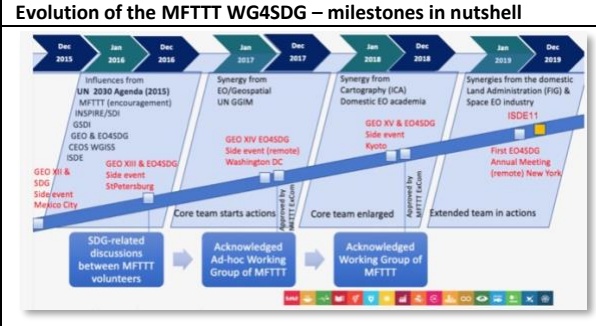 Evolution of the MFTTT WG4SDG – milestones in nutshell
Dec
2015
Jan
2016
Dec
2016
Jan
2017
Dec
2017
Jan
2018
Dec
2018
Jan
2019
Dec
2019
Influences from
UN 2030 Agenda (2015)
MFTTT (encouragement)
INSPIRE/SDI
GSDI
GEO & EO4SDG
CEOS WGISS
ISDE
Synergy from
EO/Geospatial
UN GGIM
Synergy from
Cartography (ICA)
Domestic EO academia
Synergies from the domestic
Land Administration (FIG) &
Space EO industry
ISDE11
GEO XII &
SDG
Side event
Mexico City
GEO XIII & EO4SDG
Side event
StPetersburg
GEO XIV EO4SDG
Side event (remote)
Washington DC
GEO XV & EO4SDG
Side event
Kyoto
First EO4SDG
Annual Meeting
(remote) New York
Approved by
MFTTT ExCom
Approved by
MFTTT ExCom
Core team starts actions
Core team enlarged
Extended team in actions
SDG-related
discussions
between MFTTT
volunteers
Acknowledged
Ad-hoc Working
Group of MFTTT
Acknowledged
Working Group of
MFTTT